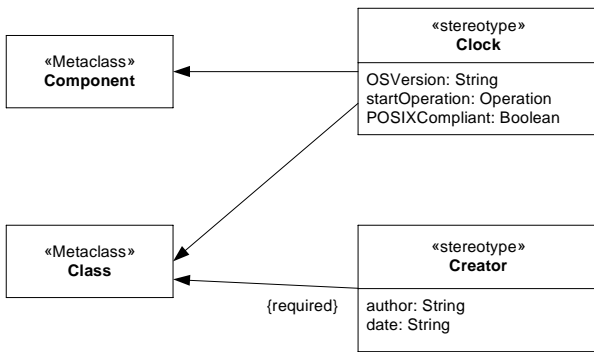 «Metaclass»
Component
«stereotype»
Clock
OSVersion: String
startOperation: Operation
POSIXCompliant: Boolean
«Metaclass»
Class
{required}
«stereotype»
Creator
author: String
date: String